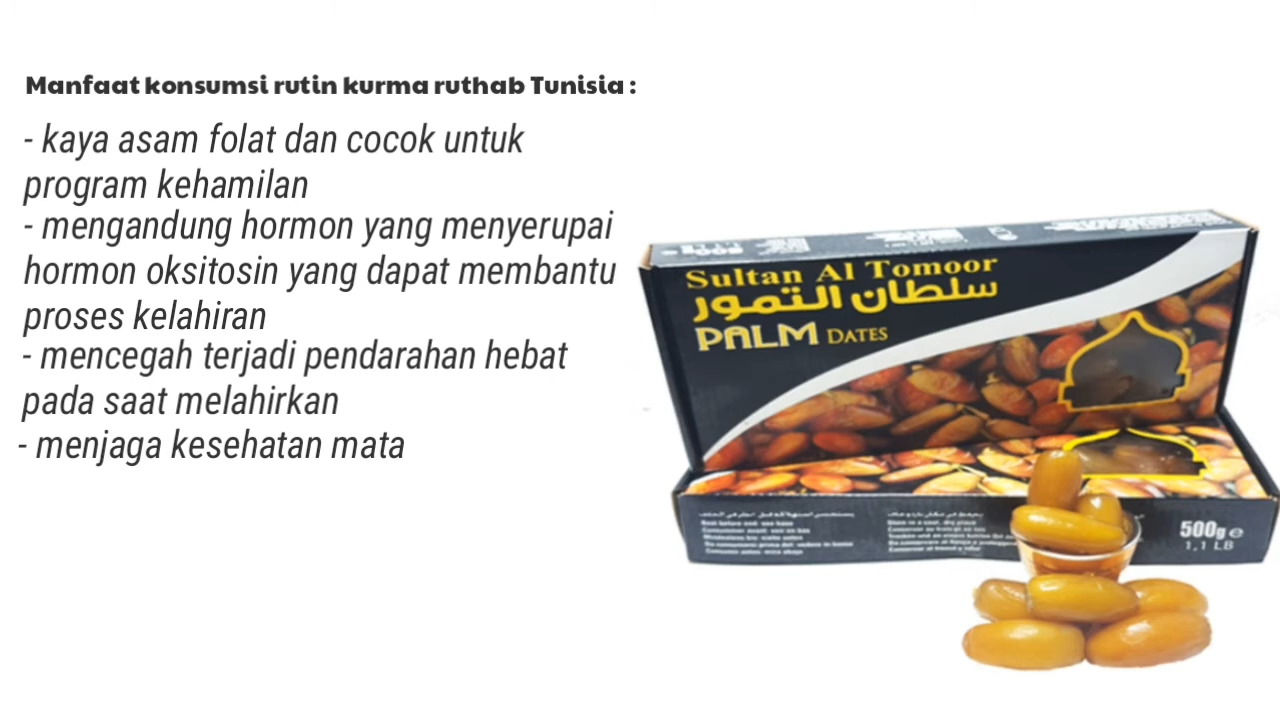 Manfaat konsumsi rutin kurma ruthab Tunisia :
- kaya asam folat dan cocok untuk
program kehamilan
- mengandung hormon yang menyerupai
hormon oksitosin yang dapat membantu
proses kelahiran
- mencegah terjadi pendarahan hebat
pada saat melahirkan
- menjaga kesehatan mata
Sultan Al Tomoor
سلطان التمور
PALM DATES
500g e
1,1 LB